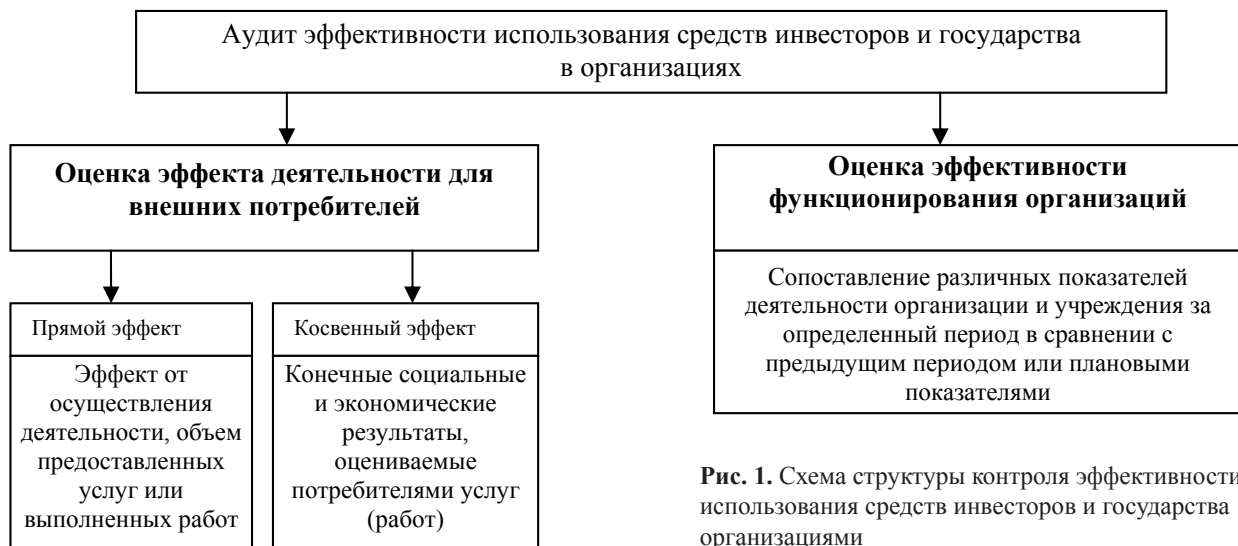 Аудит эффективности использования средств инвесторов и государства
в организациях
Оценка эффекта деятельности для
внешних потребителей
Прямой эффект
Эффект от
осуществления
деятельности, объем
предоставленных
услуг или
выполненных работ
Косвенный эффект
Конечные социальные
и экономические
результаты,
оцениваемые
потребителями услуг
(работ)
Оценка эффективности
функционирования организаций
Сопоставление различных показателей
деятельности организации и учреждения за
определенный период в сравнении с
предыдущим периодом или плановыми
показателями
Рис. 1. Схема структуры контроля эффективности
использования средств инвесторов и государства
организациями